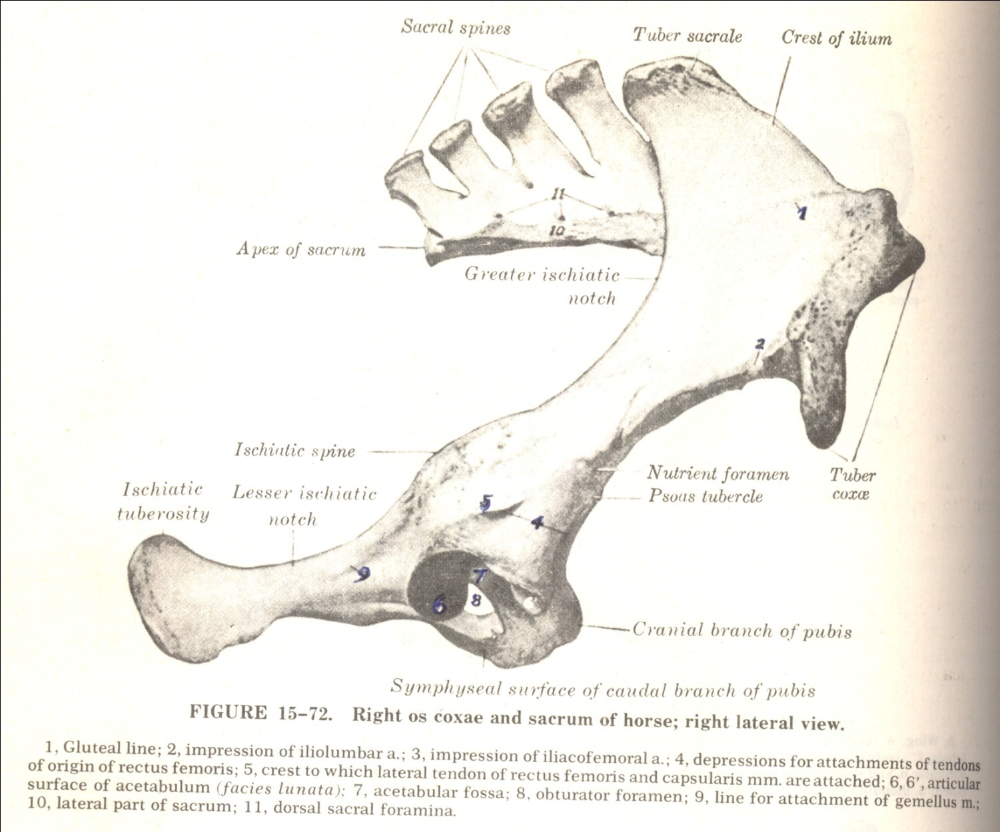 Sacral spines
Tuber sacrale
Crest of ilium
11
10
1
Apex of sacrum
Greater ischiatic
notch
2
Ischiatic spine
Ischiatic
tuberosity
Lesser ischiatic
notch
Nutrient foramen
Psoas tubercle
Tuber
coxæ
5
4
9
7
6
8
Cranial branch of pubis
Symphyseal surface of caudal branch of pubis
FIGURE 15–72. Right os coxae and sacrum of horse; right lateral view.
1, Gluteal line; 2, impression of iliolumbar a.; 3, impression of iliacofemoral a.; 4, depressions for attachments of tendons
of origin of rectus femoris; 5, crest to which lateral tendon of rectus femoris and capsularis mm. are attached; 6, 6′, articular
surface of acetabulum (facies lunata); 7, acetabular fossa; 8, obturator foramen; 9, line for attachment of gemellus m.;
10, lateral part of sacrum; 11, dorsal sacral foramina.